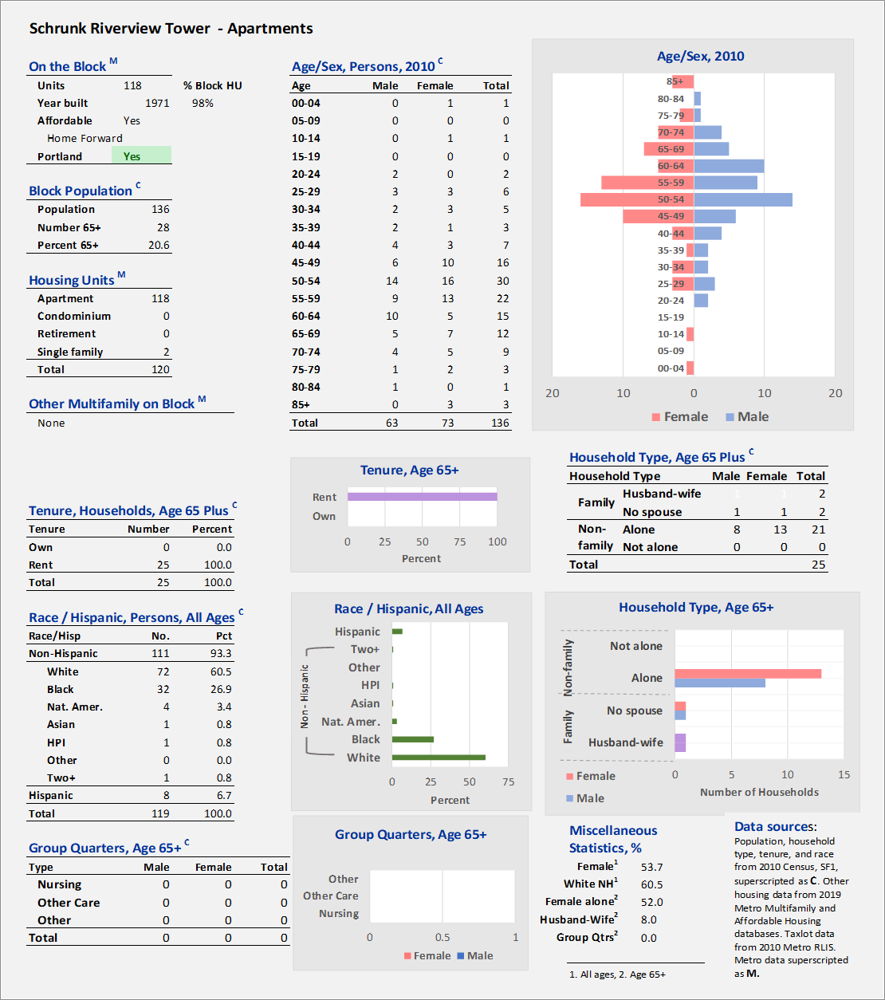 Schrunk Riverview Tower - Apartments
On the Block M
Units 118 % Block HU
Year built 1971 98%
Affordable Yes
Home Forward
Portland Yes
Block Population C
Population 136
Number 65+ 28
Percent 65+ 20.6
Housing Units M
Apartment 118
Condominium 0
Retirement 0
Single family 2
Total 120
Other Multifamily on Block M
None
Age/Sex, Persons, 2010 C
Age Male Female Total
00-04 0 1 1
05-09 0 0 0
10-14 0 1 1
15-19 0 0 0
20-24 2 0 2
25-29 3 3 6
30-34 2 3 5
35-39 2 1 3
40-44 4 3 7
45-49 6 10 16
50-54 14 16 30
55-59 9 13 22
60-64 10 5 15
65-69 5 7 12
70-74 4 5 9
75-79 1 2 3
80-84 1 0 1
85+ 0 3 3
Total 63 73 136
Age/Sex, 2010
85+
80-84
75-79
70-74
65-69
60-64
55-59
50-54
45-49
40-44
35-39
30-34
25-29
20-24
15-19
10-14
05-09
00-04
20 10 0 10 20
Female Male
Tenure, Households, Age 65 Plus C
Tenure Number Percent
Own 0 0.0
Rent 25 100.0
Total 25 100.0
Tenure, Age 65+
Rent
Own
0 25 50 75 100
Percent
Household Type, Age 65 Plus C
Household Type Male Female Total
Family Husband-wife 1 1 2
No spouse 1 1 2
Non-family Alone 8 13 21
Not alone 0 0 0
Total 25
Race / Hispanic, Persons, All Ages C
Race/Hisp No. Pct
Non-Hispanic 111 93.3
White 72 60.5
Black 32 26.9
Nat. Amer. 4 3.4
Asian 1 0.8
HPI 1 0.8
Other 0 0.0
Two+ 1 0.8
Hispanic 8 6.7
Total 119 100.0
Race / Hispanic, All Ages
Hispanic
Two+
Other
HPI
Asian
Nat. Amer.
Black
White
Non - Hispanic
0 25 50 75
Percent
Household Type, Age 65+
Non-family
Not alone
Alone
Family
No spouse
Husband-wife
0 5 10 15
Number of Households
Female
Male
Group Quarters, Age 65+ C
Type Male Female Total
Nursing 0 0 0
Other Care 0 0 0
Other 0 0 0
Total 0 0 0
Group Quarters, Age 65+
Other
Other Care
Nursing
0 0.5 1
Female Male
Miscellaneous
Statistics, %
Female1 53.7
White NH1 60.5
Female alone2 52.0
Husband-Wife2 8.0
Group Qtrs2 0.0
1. All ages, 2. Age 65+
Data sources:
Population, household
type, tenure, and race
from 2010 Census, SF1,
superscripted as C. Other
housing data from 2019
Metro Multifamily and
Affordable Housing
databases. Taxlot data
from 2010 Metro RLIS.
Metro data superscripted
as M.